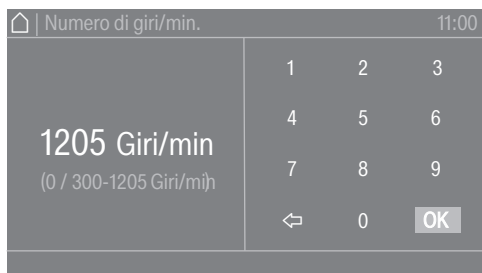 | Numero di giri/min. 11:00
1205 Giri/min
(0 / 300-1205 Giri/min)
1 2 3
4 5 6
7 8 9
0 OK